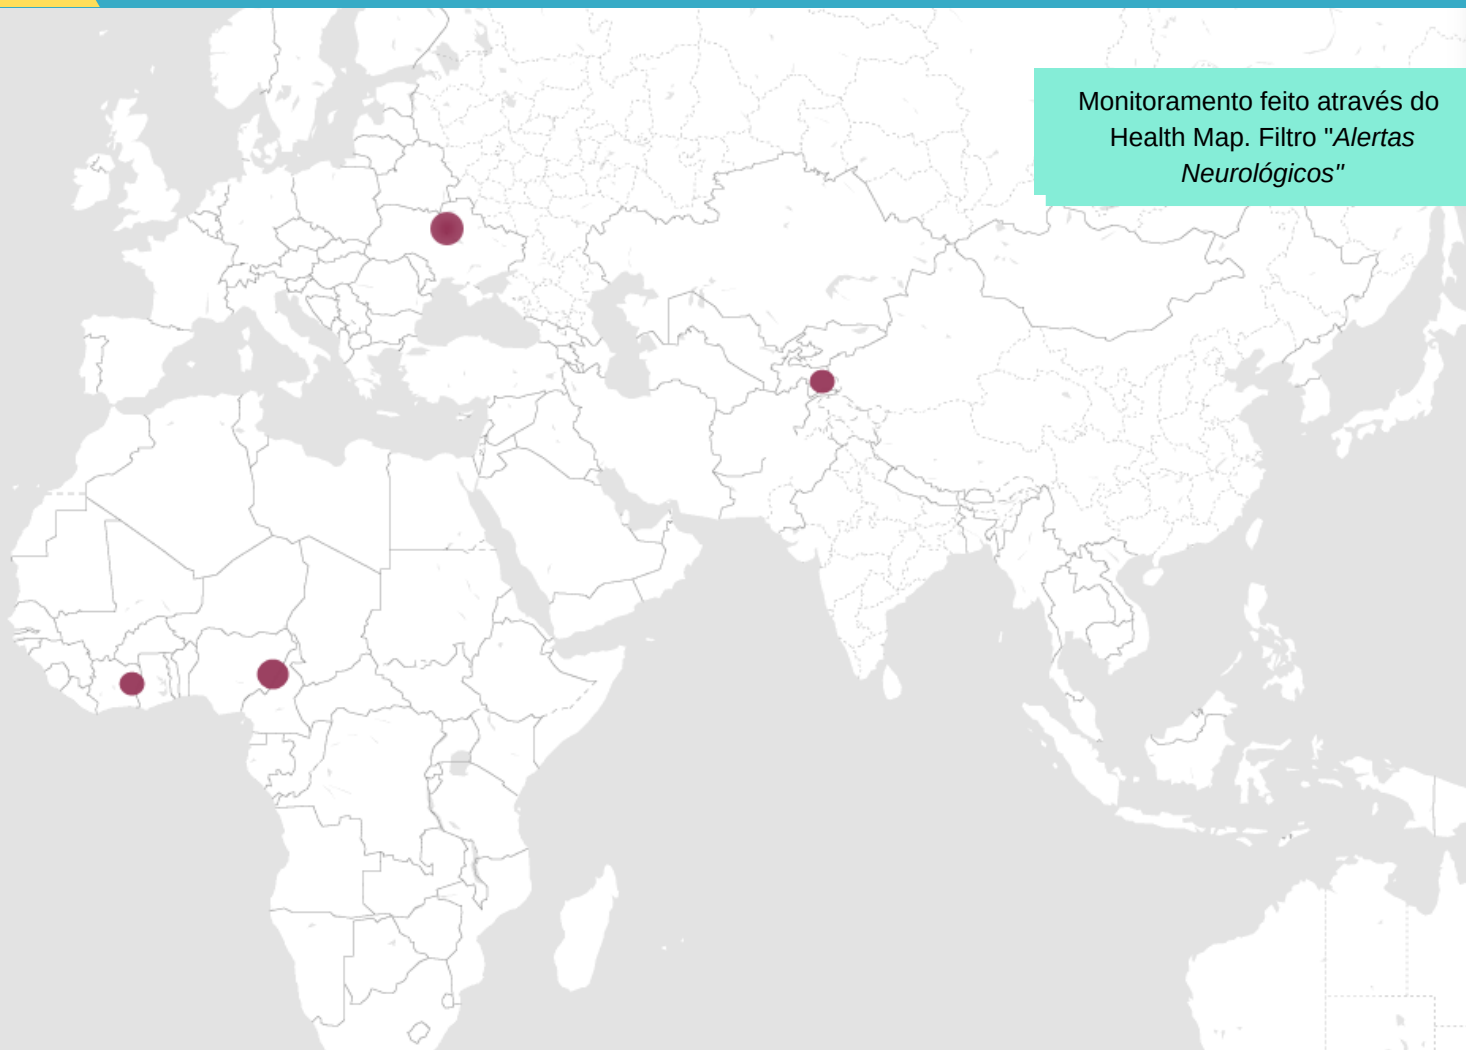 Monitoramento feito através do
Health Map. Filtro "Alertas
Neurológicos"